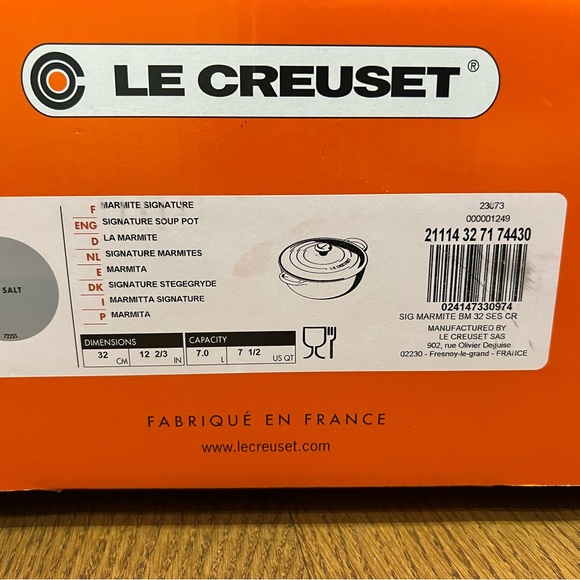 LE CREUSET ®
23073
000001249
SALT
72255
F MARMITE SIGNATURE
ENG SIGNATURE SOUP POT
D LA MARMITE
NL SIGNATURE MARMITES
E MARMITA
DK SIGNATURE STEGEGRYDE
I MARMITTA SIGNATURE
P MARMITA
LE CREUSET
21114 32 71 74430
024147330974
SIG MARMITE BM 32 SES CR
MANUFACTURED BY
LE CREUSET SAS
902, rue Olivier Deguise
02230 - Fresnoy-le-grand - FRANCE
DIMENSIONS CAPACITY
32 CM 12 2/3 IN 7.0 L 7 1/2 US QT
FABRIQUÉ EN FRANCE
www.lecreuset.com